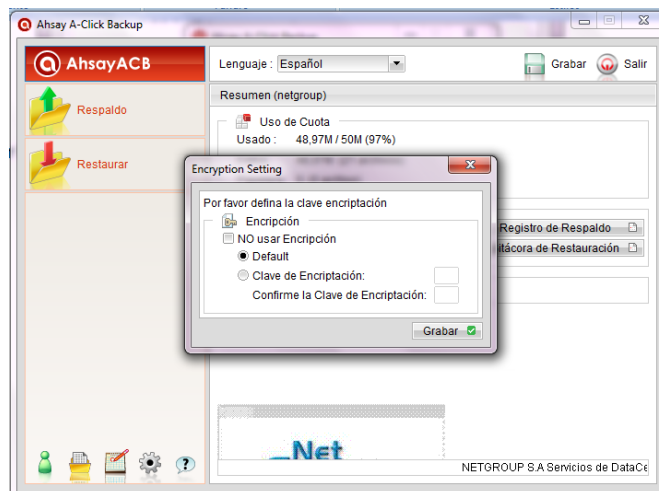 Ahsay A-Click Backup
AhsayACB
Lenguaje : Español
Grabar
Salir
Respaldo
Restaurar
Resumen (netgroup)
Uso de Cuota
Usado : 48,97M / 50M (97%)
Encryption Setting
Por favor defina la clave encriptación
Encripción
NO usar Encripción
Default
Clave de Encriptación:
Confirme la Clave de Encriptación:
Grabar
Registro de Respaldo
de Restauración
Net
NETGROUP S.A Servicios de DataCe